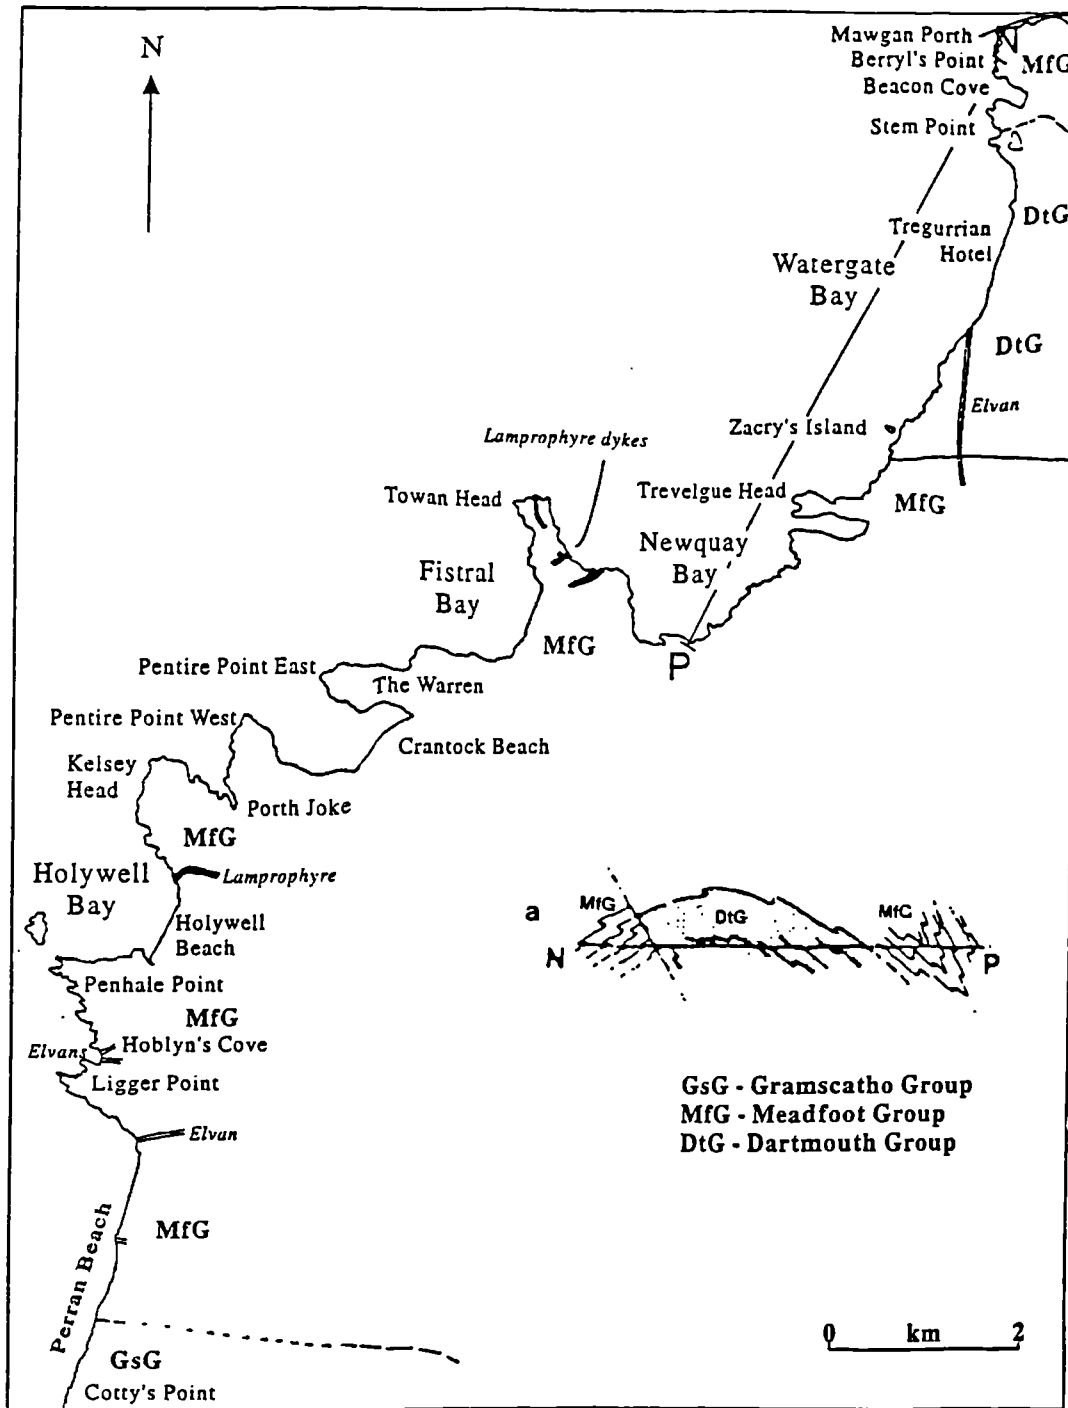 N
Mawgan Porth
N
Berryl's Point
MfG
Beacon Cove
Stem Point
DtG
Tregurrian
Hotel
Watergate
Bay
DtG
Elvan
Zacry's Island
Lamprophyre dykes
Towan Head
Trevelgue Head
MfG
Newquay
Bay
Fistral
Bay
MfG
P
Pentire Point East
The Warren
Pentire Point West
Crantock Beach
Kelsey
Head
Porth Joke
MfG
Holywell
Bay
Lamprophyre
Holywell
Beach
a
MfG
DtG
MfG
N
P
Penhale Point
MfG
Elvans
Hoblyn's Cove
Ligger Point
GsG - Gramscatho Group
MfG - Meadfoot Group
DtG - Dartmouth Group
Elvan
Perran Beach
MfG
0 km 2
GsG
Cotty's Point